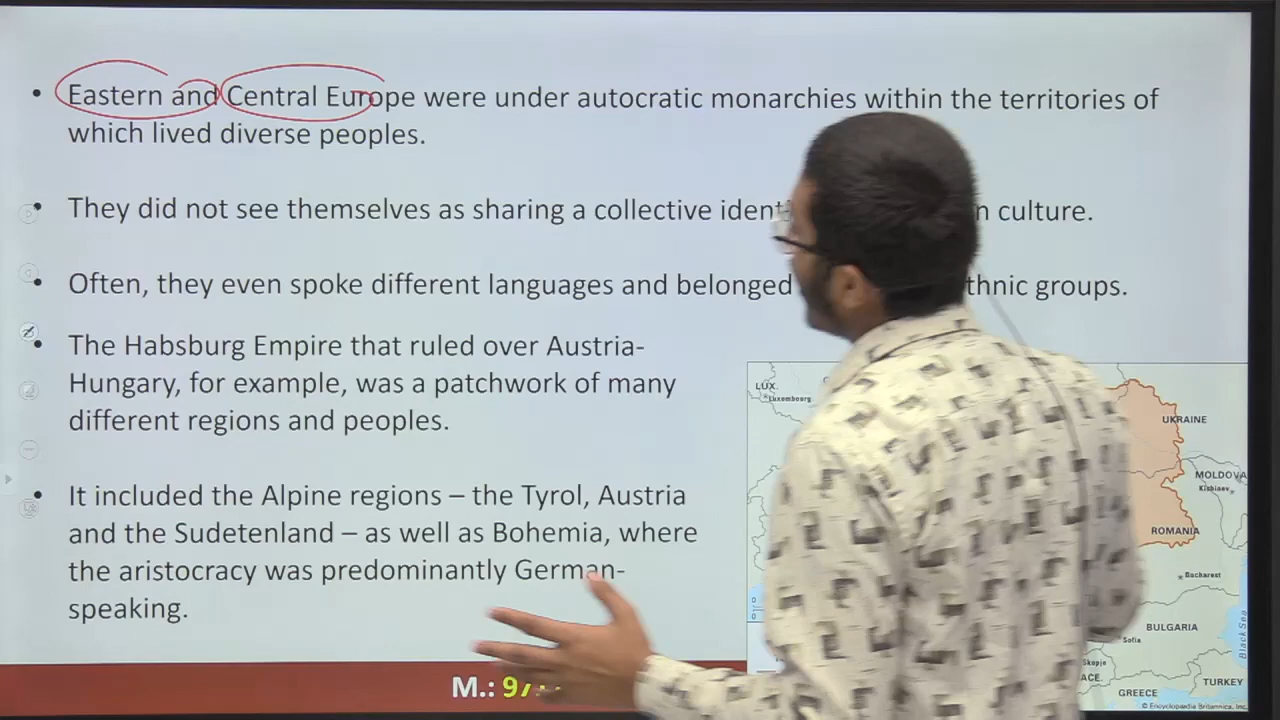 • Eastern and Central Europe were under autocratic monarchies within the territories of
which lived diverse peoples.
• They did not see themselves as sharing a collective culture.
• Often, they even spoke different languages and belonged groups.
• The Habsburg Empire that ruled over Austria-
Hungary, for example, was a patchwork of many
different regions and peoples.
• It included the Alpine regions – the Tyrol, Austria
and the Sudetenland – as well as Bohemia, where
the aristocracy was predominantly German-
speaking.
LUX.
Luxembourg
UKRAINE
MOLDOVA
Kishinev
ROMANIA
Bucharest
BULGARIA
Black Sea
Sofia
Skopje
GREECE
TURKEY
© Encyclopædia Britannica, Inc.
M.: 9